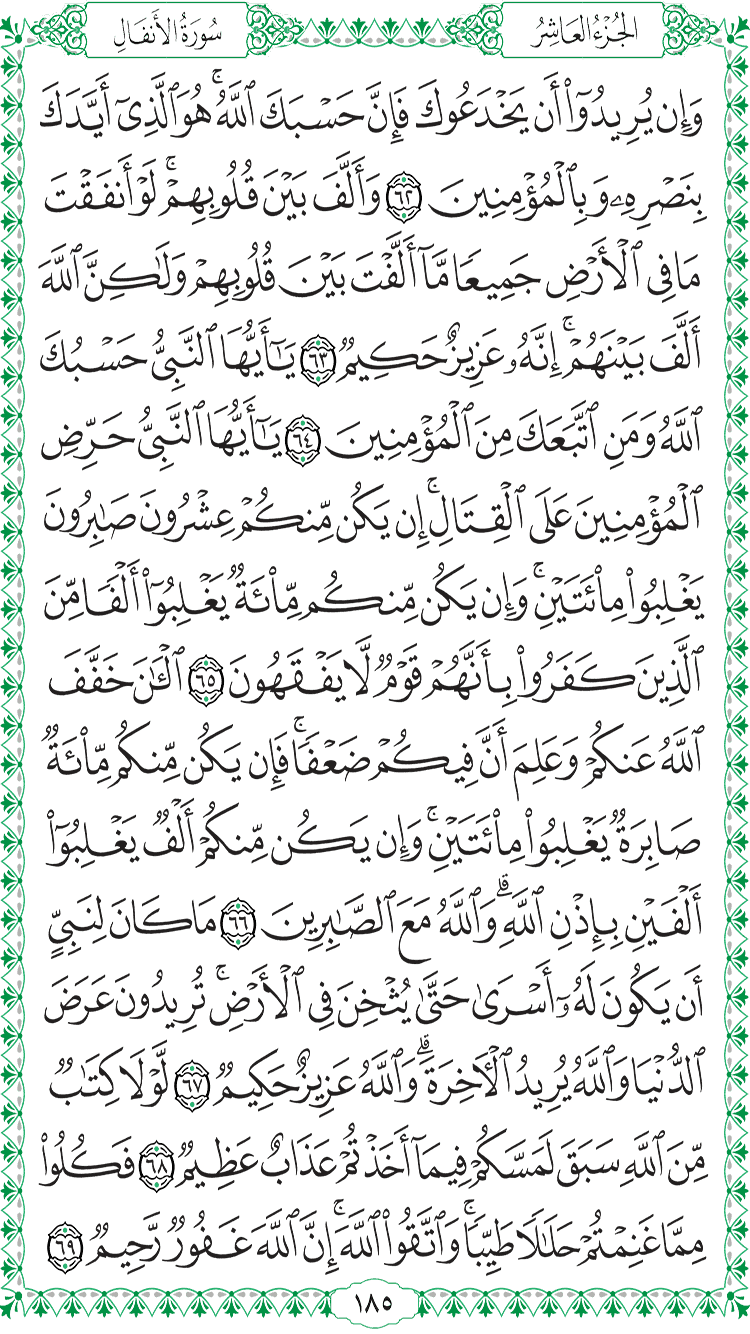 الجُزْءُ العَاشِرُ
سُورَةُ الأَنفَالِ
وَإِن يُرِيدُوٓا۟ أَن يَخْدَعُوكَ فَإِنَّ حَسْبَكَ ٱللَّهُۚ هُوَ ٱلَّذِىٓ أَيَّدَكَ
بِنَصْرِهِۦ وَبِٱلْمُؤْمِنِينَ ٦٢ وَأَلَّفَ بَيْنَ قُلُوبِهِمْۚ لَوْ أَنفَقْتَ
مَا فِى ٱلْأَرْضِ جَمِيعًا مَّآ أَلَّفْتَ بَيْنَ قُلُوبِهِمْ وَلَٰكِنَّ ٱللَّهَ
أَلَّفَ بَيْنَهُمْۚ إِنَّهُۥ عَزِيزٌ حَكِيمٌ ٦٣ يَٰٓأَيُّهَا ٱلنَّبِىُّ حَسْبُكَ
ٱللَّهُ وَمَنِ ٱتَّبَعَكَ مِنَ ٱلْمُؤْمِنِينَ ٦٤ يَٰٓأَيُّهَا ٱلنَّبِىُّ حَرِّضِ
ٱلْمُؤْمِنِينَ عَلَى ٱلْقِتَالِۚ إِن يَكُن مِّنكُمْ عِشْرُونَ صَٰبِرُونَ
يَغْلِبُوا۟ مِا۟ئَتَيْنِۚ وَإِن يَكُن مِّنكُم مِّا۟ئَةٌ يَغْلِبُوٓا۟ أَلْفًا مِّنَ
ٱلَّذِينَ كَفَرُوا۟ بِأَنَّهُمْ قَوْمٌ لَّا يَفْقَهُونَ ٦٥ ٱلْـَٰٔنَ خَفَّفَ
ٱللَّهُ عَنكُمْ وَعَلِمَ أَنَّ فِيكُمْ ضَعْفًاۚ فَإِن يَكُن مِّنكُم مِّا۟ئَةٌ
صَابِرَةٌ يَغْلِبُوا۟ مِا۟ئَتَيْنِۚ وَإِن يَكُن مِّنكُمْ أَلْفٌ يَغْلِبُوٓا۟
أَلْفَيْنِ بِإِذْنِ ٱللَّهِۗ وَٱللَّهُ مَعَ ٱلصَّٰبِرِينَ ٦٦ مَا كَانَ لِنَبِىٍّ
أَن يَكُونَ لَهُۥٓ أَسْرَىٰ حَتَّىٰ يُثْخِنَ فِى ٱلْأَرْضِۚ تُرِيدُونَ عَرَضَ
ٱلدُّنْيَا وَٱللَّهُ يُرِيدُ ٱلْءَاخِرَةَۗ وَٱللَّهُ عَزِيزٌ حَكِيمٌ ٦٧ لَّوْلَا كِتَٰبٌ
مِّنَ ٱللَّهِ سَبَقَ لَمَسَّكُمْ فِيمَآ أَخَذْتُمْ عَذَابٌ عَظِيمٌ ٦٨ فَكُلُوا۟
مِمَّا غَنِمْتُمْ حَلَٰلًا طَيِّبًاۚ وَٱتَّقُوا۟ ٱللَّهَۚ إِنَّ ٱللَّهَ غَفُورٌ رَّحِيمٌ ٦٩
١٨٥